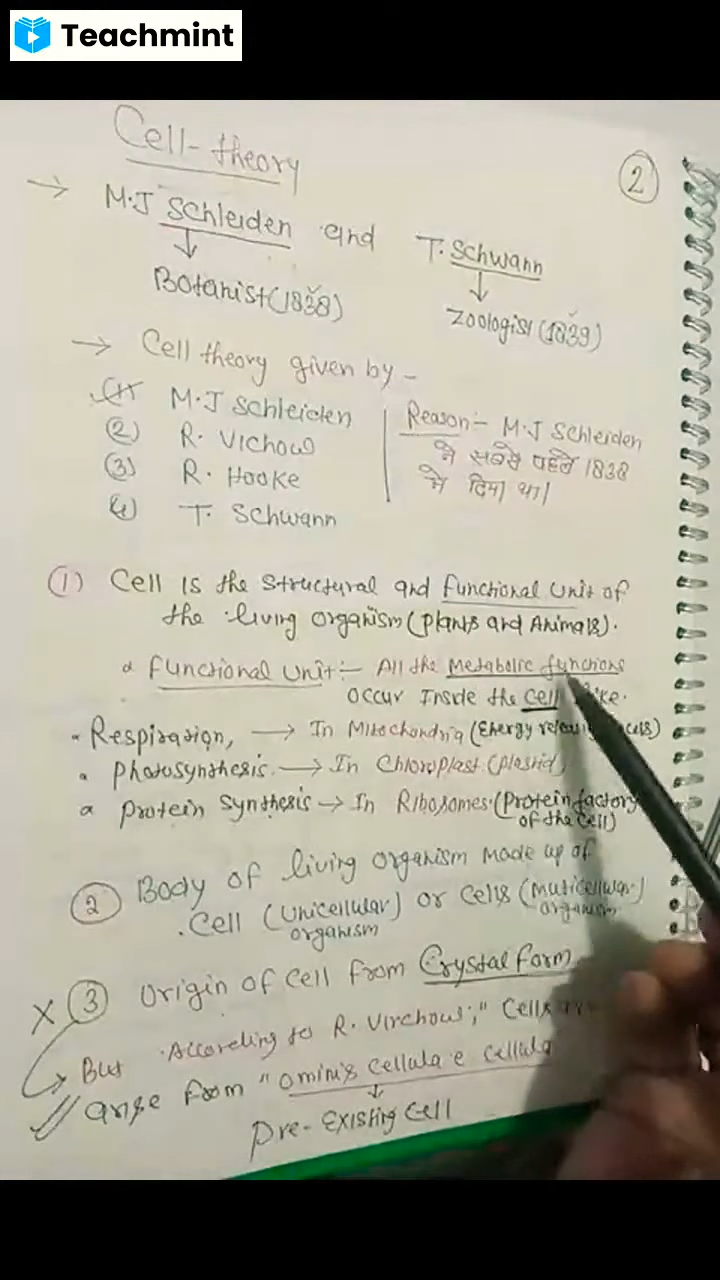 Teachmint
Cell-theory
2
→ M.J Schleiden and T. Schwann
↓ ↓
Botanist (1838) Zoologist (1839)
→ Cell theory given by -
(1) M.J Schleiden
(2) R. Vichow
(3) R. Hooke
(4) T. Schwann
Reason:- M.J Schleiden
ने सबसे पहले 1838
मे दिया था।
(1) Cell is the structural and functional unit of
the living organism (plants and Animals).
Functional unit:- All the Metabolic functions
occur inside the cell like.
• Respiration, → In Mitochondria (Energy
• Photosynthesis. → In Chloroplast (plastid)
• Protein synthesis → In Ribosomes. (Protein factory
of the cell)
(2) Body of living organism made up of
.Cell (Unicellular) or cells (Multicellular)
organism organism
X (3) Origin of cell from Crystal form
But .According to R. Virchow; " Cells
arise from " Ominis cellula e cellula
↓
Pre-Existing Cell